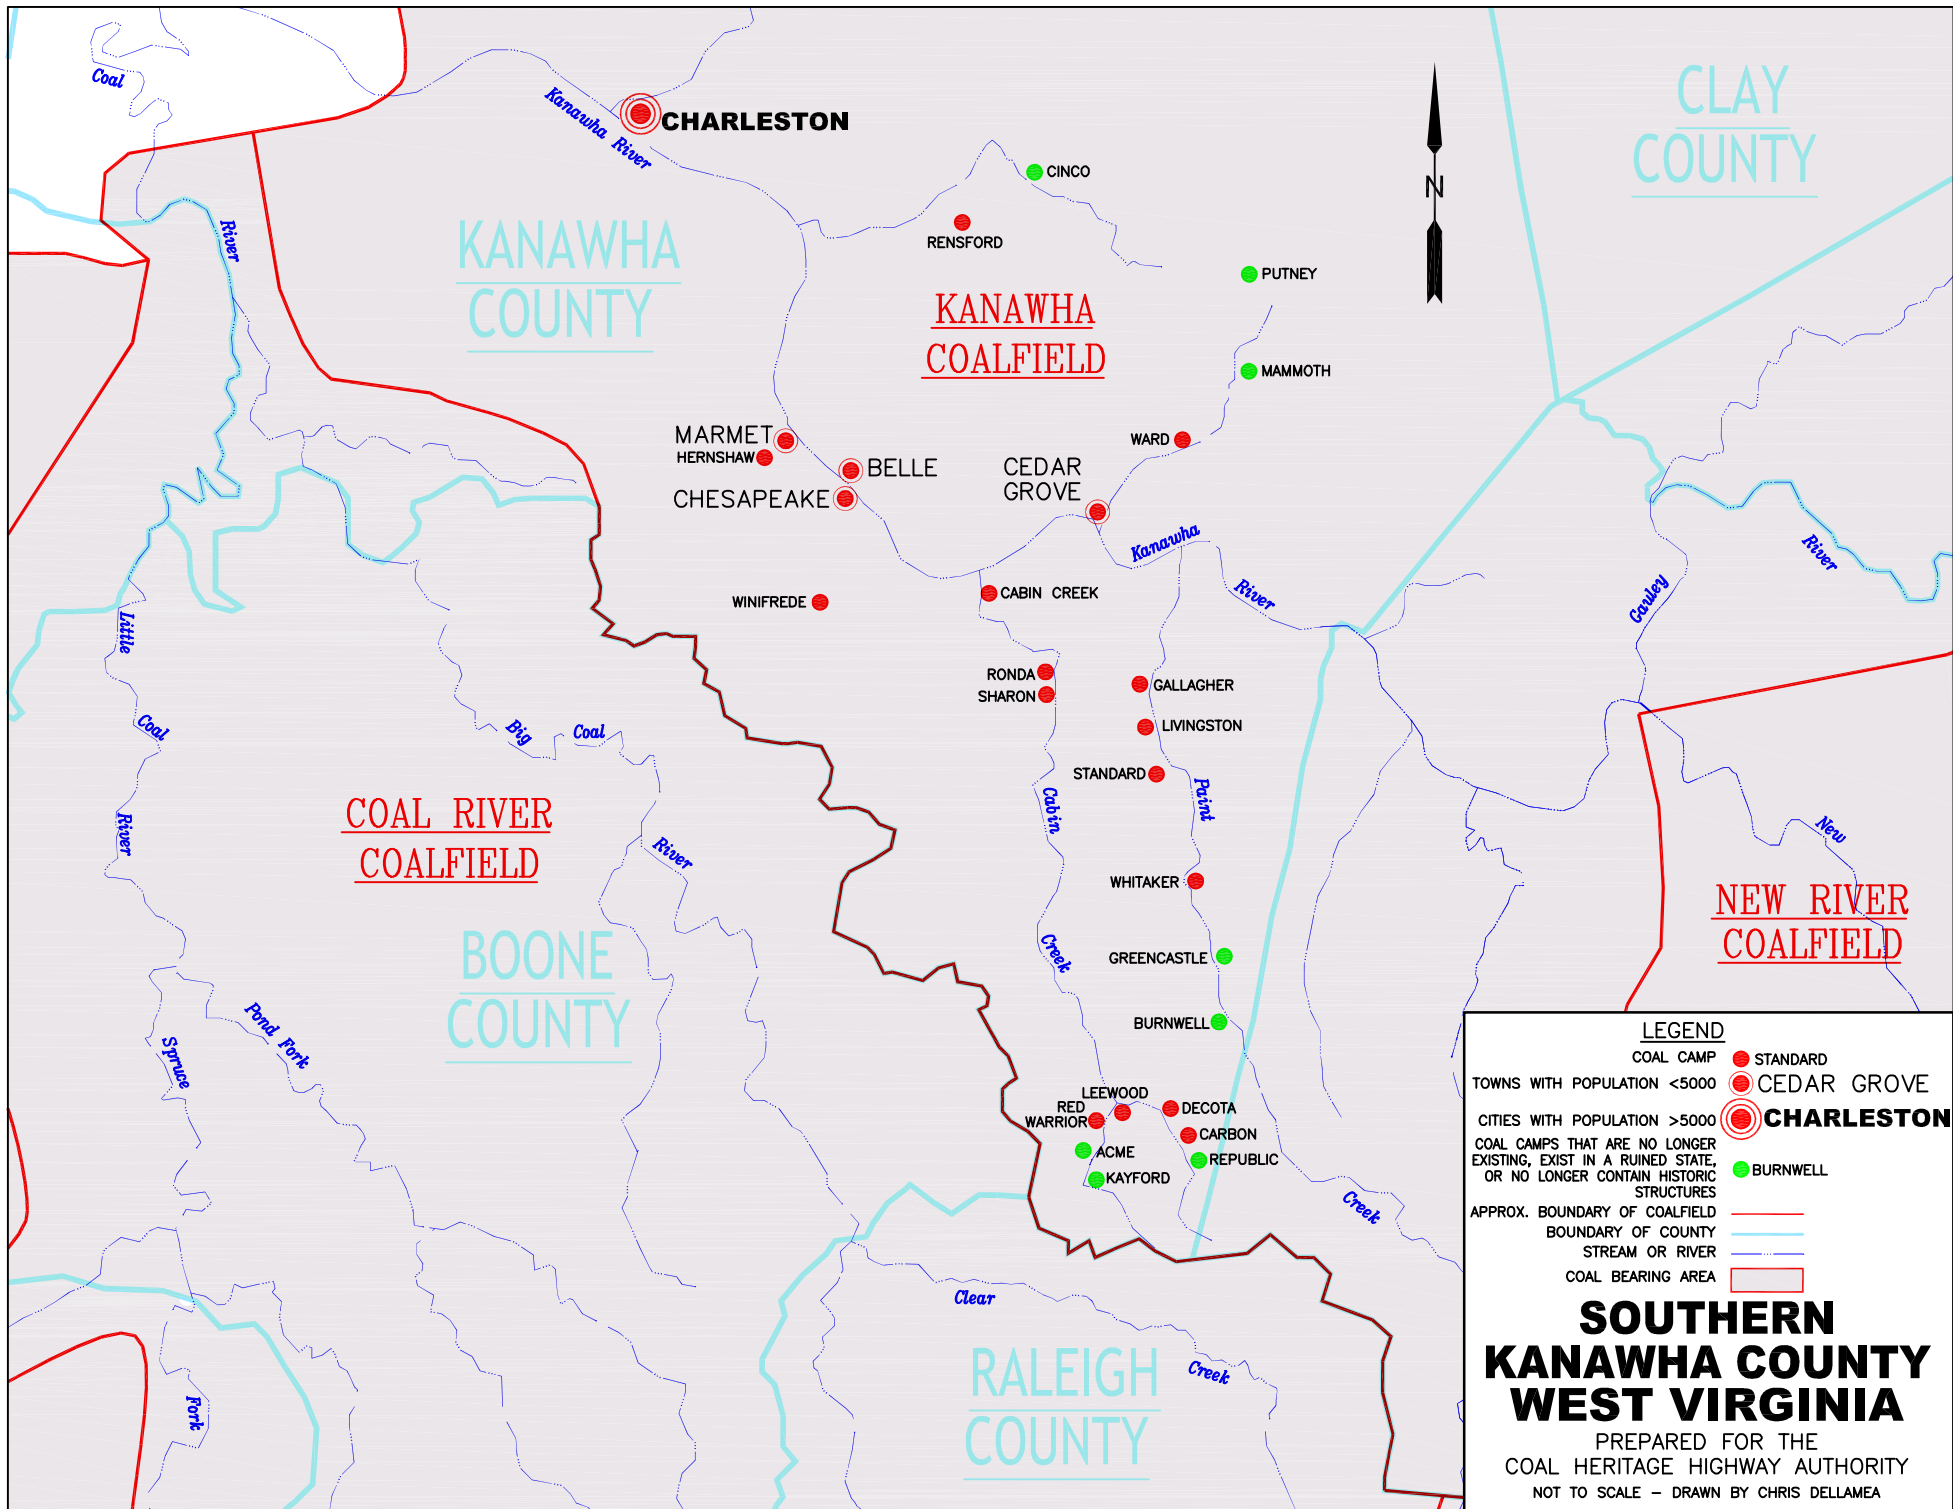 Coal
Kanawha River
CHARLESTON
CLAY
COUNTY
N
CINCO
River
KANAWHA
COUNTY
RENSFORD
PUTNEY
KANAWHA
COALFIELD
MAMMOTH
MARMET
HERNSHAW
WARD
BELLE
CEDAR
GROVE
CHESAPEAKE
Kanawha
River
River
Gauley
CABIN CREEK
WINIFREDE
Little
RONDA
SHARON
GALLAGHER
Coal
Big
Coal
LIVINGSTON
STANDARD
Cabin
Paint
COAL RIVER
COALFIELD
River
River
New
WHITAKER
NEW RIVER
COALFIELD
BOONE
COUNTY
Creek
GREENCASTLE
Pond Fork
Spruce
BURNWELL
LEEWOOD
RED
WARRIOR
DECOTA
CARBON
ACME
REPUBLIC
KAYFORD
Creek
Clear
Creek
RALEIGH
COUNTY
Fork
LEGEND
COAL CAMP STANDARD
TOWNS WITH POPULATION <5000 CEDAR GROVE
CITIES WITH POPULATION >5000 CHARLESTON
COAL CAMPS THAT ARE NO LONGER
EXISTING, EXIST IN A RUINED STATE,
OR NO LONGER CONTAIN HISTORIC
STRUCTURES
BURNWELL
APPROX. BOUNDARY OF COALFIELD
BOUNDARY OF COUNTY
STREAM OR RIVER
COAL BEARING AREA
SOUTHERN
KANAWHA COUNTY
WEST VIRGINIA
PREPARED FOR THE
COAL HERITAGE HIGHWAY AUTHORITY
NOT TO SCALE – DRAWN BY CHRIS DELLAMEA